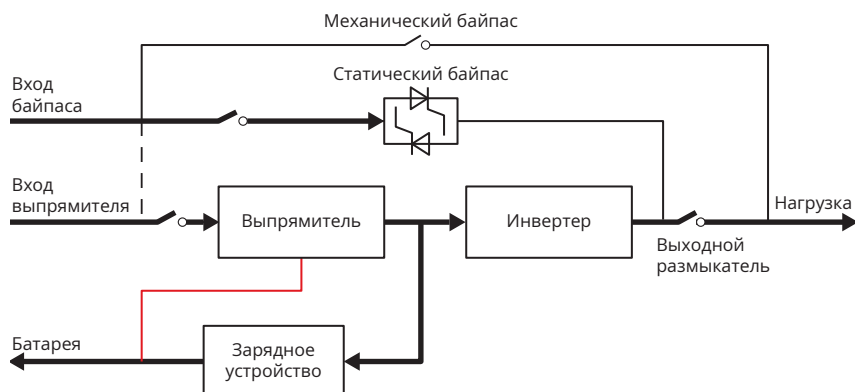 Механический байпас
Статический байпас
Вход
байпаса
Вход
выпрямителя
Выпрямитель
Инвертер
Нагрузка
Выходной
размыкатель
Батарея
Зарядное
устройство